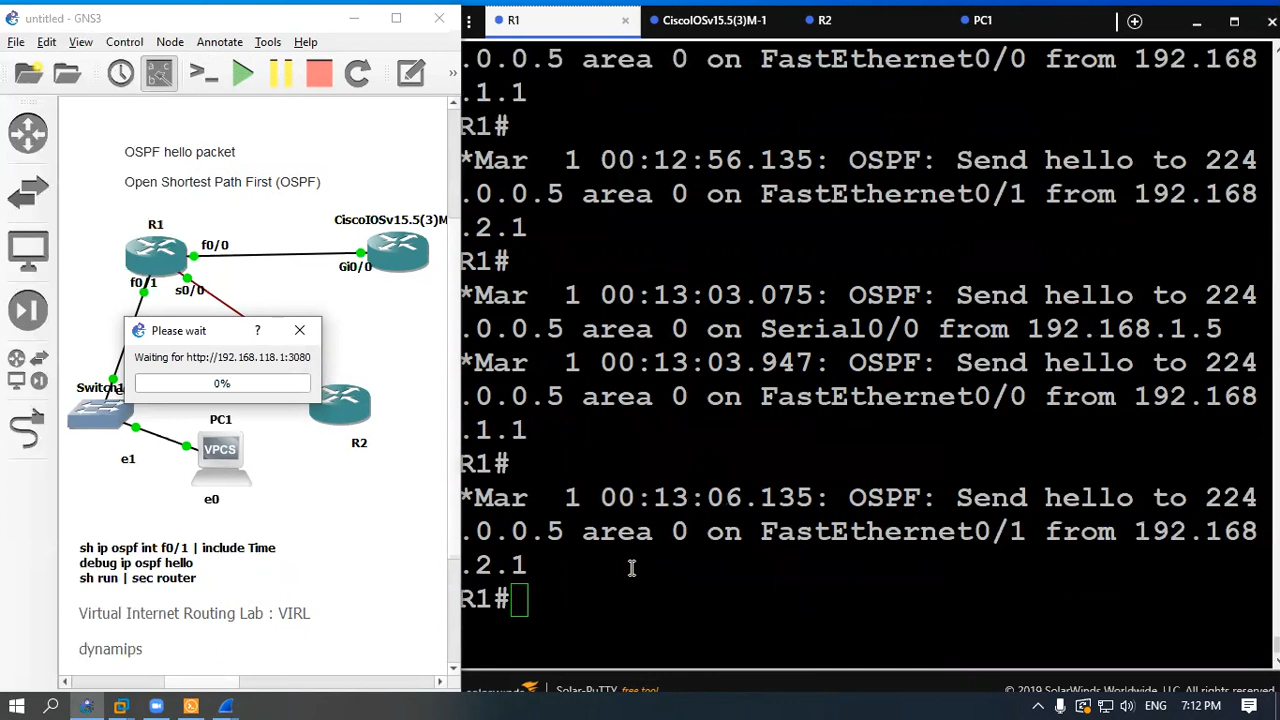 untitled - GNS3
File Edit View Control Node Annotate Tools Help
»
OSPF hello packet
Open Shortest Path First (OSPF)
R1
f0/0
CiscoIOSv15.5(3)M
Gi0/0
f0/1
s0/0
Please wait
?
Waiting for http://192.168.118.1:3080
0%
Switch1
PC1
VPCS
R2
e1
e0
sh ip ospf int f0/1 | include Time
debug ip ospf hello
sh run | sec router
Virtual Internet Routing Lab : VIRL
dynamips
R1 CiscoIOSv15.5(3)M-1 R2 PC1
.0.0.5 area 0 on FastEthernet0/0 from 192.168
.1.1
R1#
*Mar  1 00:12:56.135: OSPF: Send hello to 224
.0.0.5 area 0 on FastEthernet0/1 from 192.168
.2.1
R1#
*Mar  1 00:13:03.075: OSPF: Send hello to 224
.0.0.5 area 0 on Serial0/0 from 192.168.1.5
*Mar  1 00:13:03.947: OSPF: Send hello to 224
.0.0.5 area 0 on FastEthernet0/0 from 192.168
.1.1
R1#
*Mar  1 00:13:06.135: OSPF: Send hello to 224
.0.0.5 area 0 on FastEthernet0/1 from 192.168
.2.1
R1#
Solar-PuTTY free tool
© 2019 SolarWinds Worldwide, LLC. All rights
ENG 7:12 PM